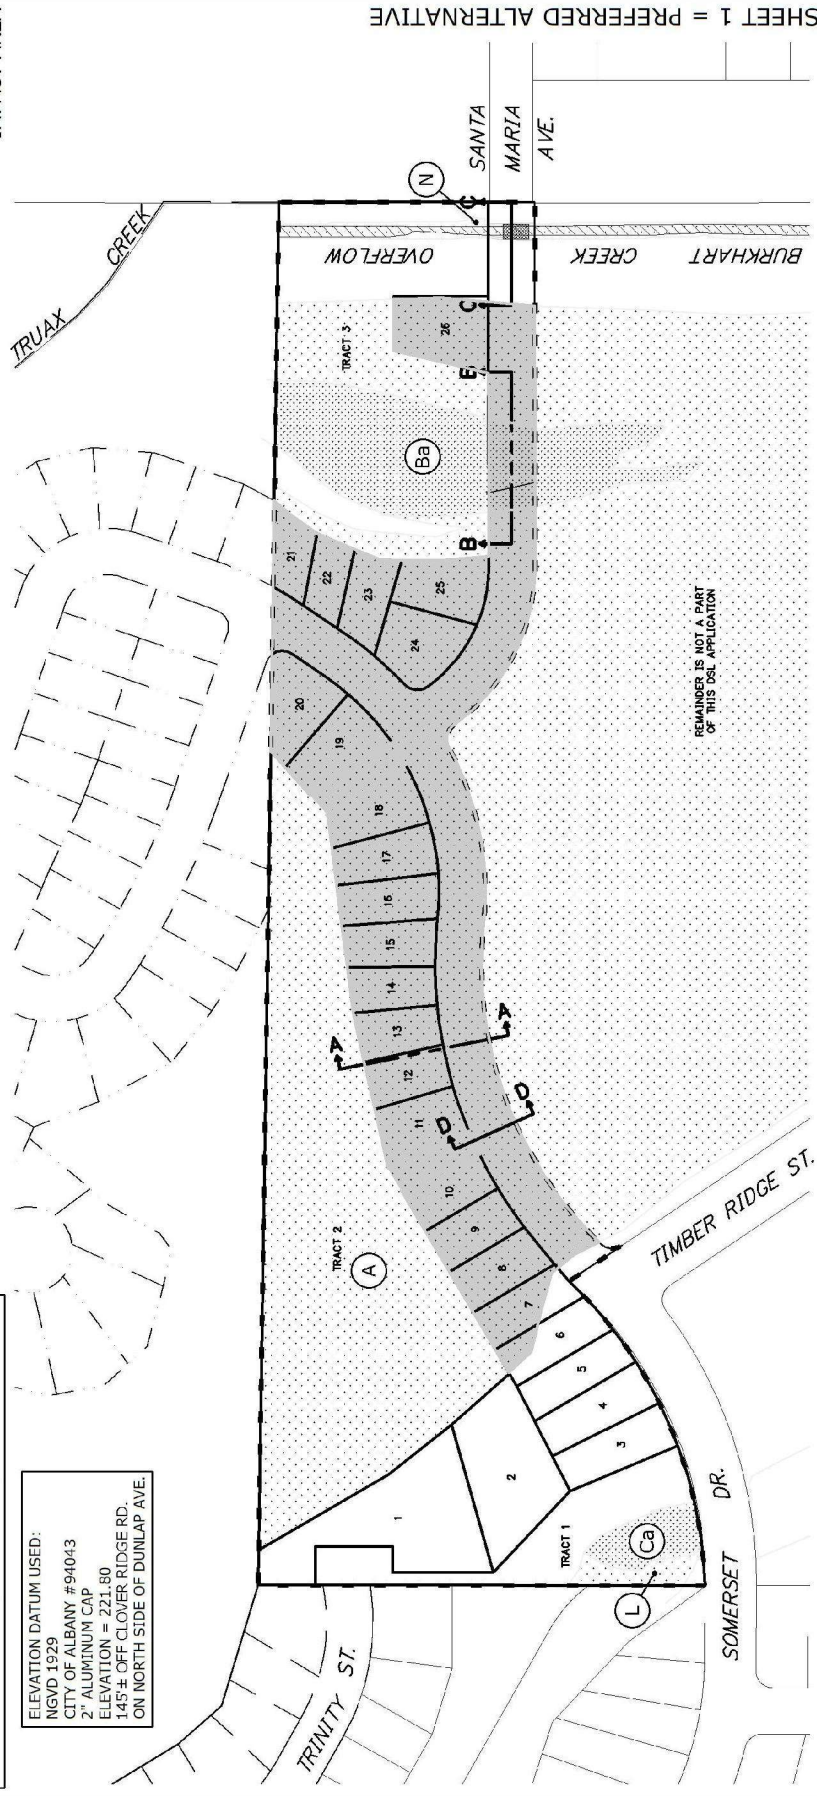 SHEET 1 = PREFERRED ALTERNATIVE
TRUAX
CREEK
SANTA
MARIA
AVE.
N
C
C
OVERFLOW
CREEK
BURKHART
TRACT 3
26
B
B
Ba
21
22
23
24
25
20
19
18
17
16
15
14
13
12
11
10
9
8
7
6
5
4
3
2
1
A
A
D
D
REMAINDER IS NOT A PART
OF THIS DSL APPLICATION
TRACT 2
A
TIMBER RIDGE ST.
TRACT 1
Ca
L
SOMERSET
DR.
TRINITY ST.
ELEVATION DATUM USED:
NGVD 1929
CITY OF ALBANY #94043
2" ALUMINUM CAP
ELEVATION = 221.80
145'± OFF CLOVER RIDGE RD.
ON NORTH SIDE OF DUNLAP AVE.